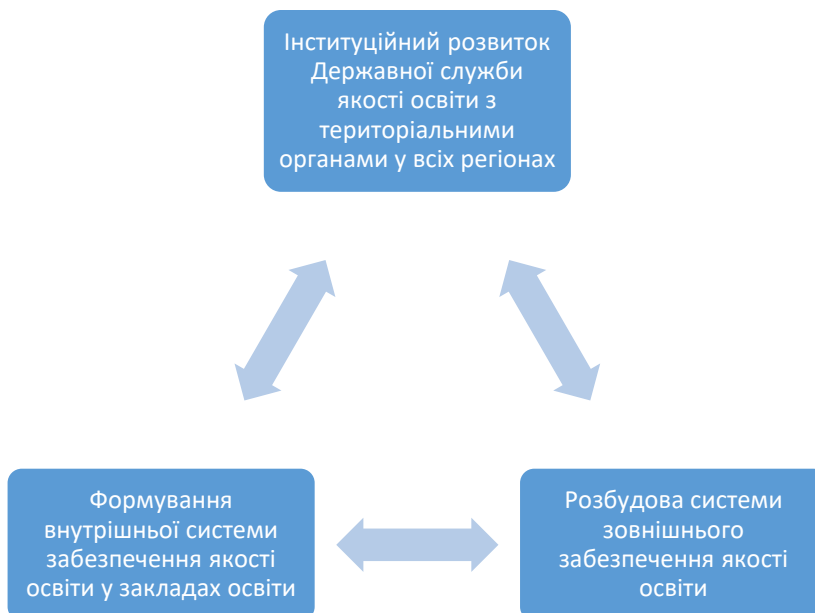 Інституційний розвиток
Державної служби
якості освіти з
територіальними
органами у всіх регіонах
Формування
внутрішньої системи
забезпечення якості
освіти у закладах освіти
Розбудова системи
зовнішнього
забезпечення якості
освіти